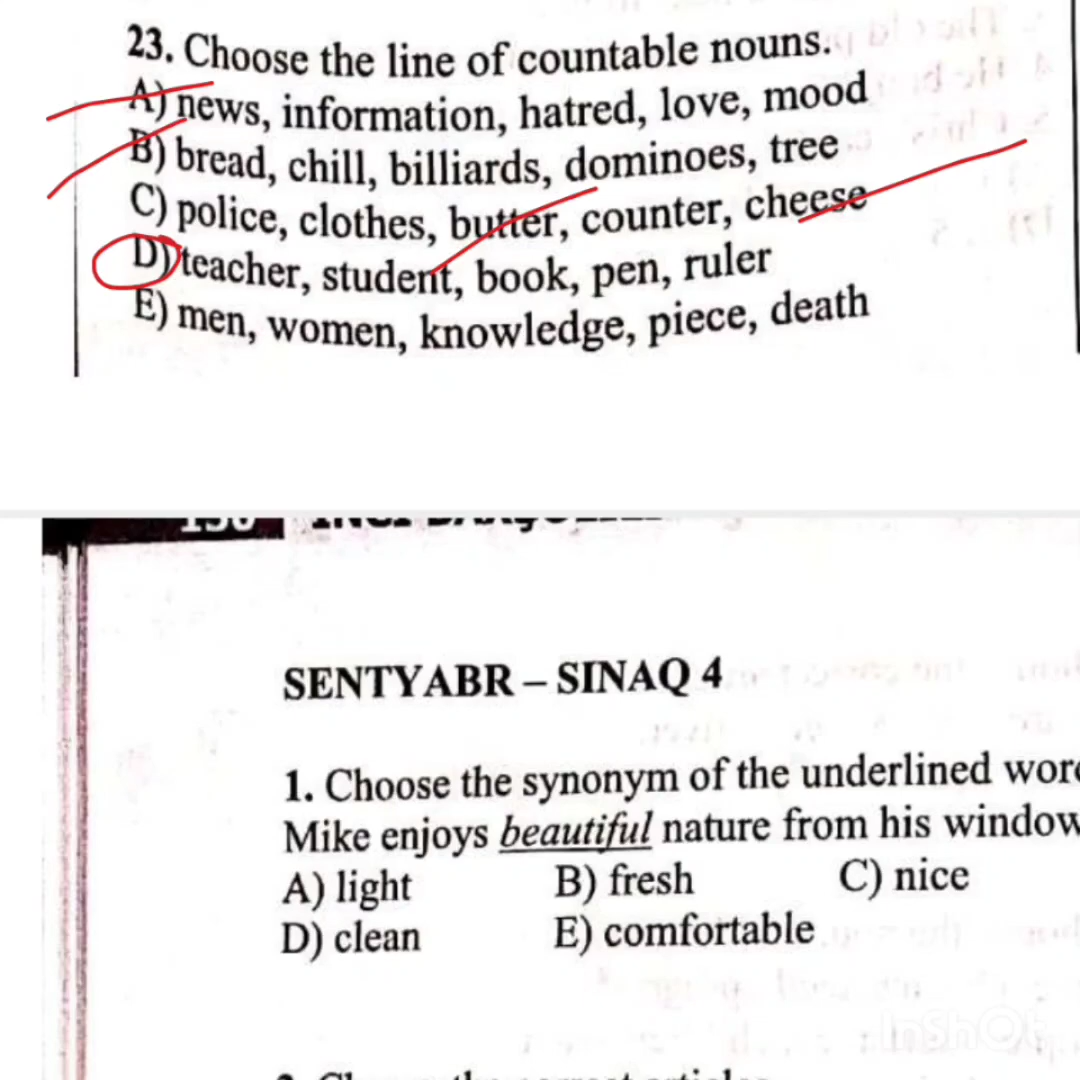 23. Choose the line of countable nouns.
A) news, information, hatred, love, mood
B) bread, chill, billiards, dominoes, tree
C) police, clothes, butter, counter, cheese
D) teacher, student, book, pen, ruler
E) men, women, knowledge, piece, death
SENTYABR – SINAQ 4
1. Choose the synonym of the underlined
Mike enjoys beautiful nature from his window
A) light B) fresh C) nice
D) clean E) comfortable
InShOt